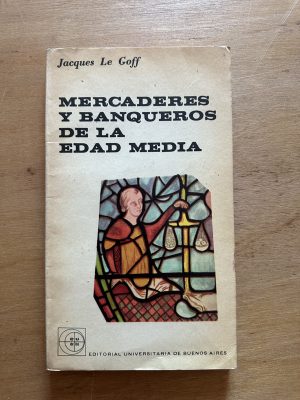 Jacques Le Goff
MERCADERES
Y BANQUEROS
DE LA
EDAD MEDIA
EDITORIAL UNIVERSITARIA DE BUENOS AIRES